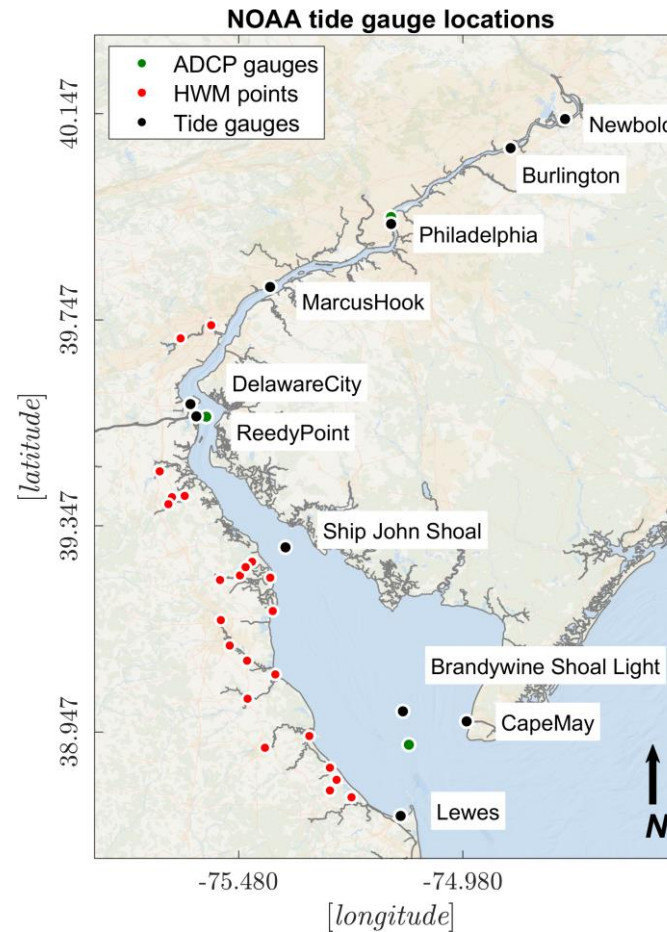 NOAA tide gauge locations
ADCP gauges
HWM points
Tide gauges
Newbold
Burlington
Philadelphia
MarcusHook
DelawareCity
ReedyPoint
Ship John Shoal
Brandywine Shoal Light
CapeMay
Lewes
N
40.147
39.747
39.347
38.947
[latitude]
-75.480
-74.980
[longitude]